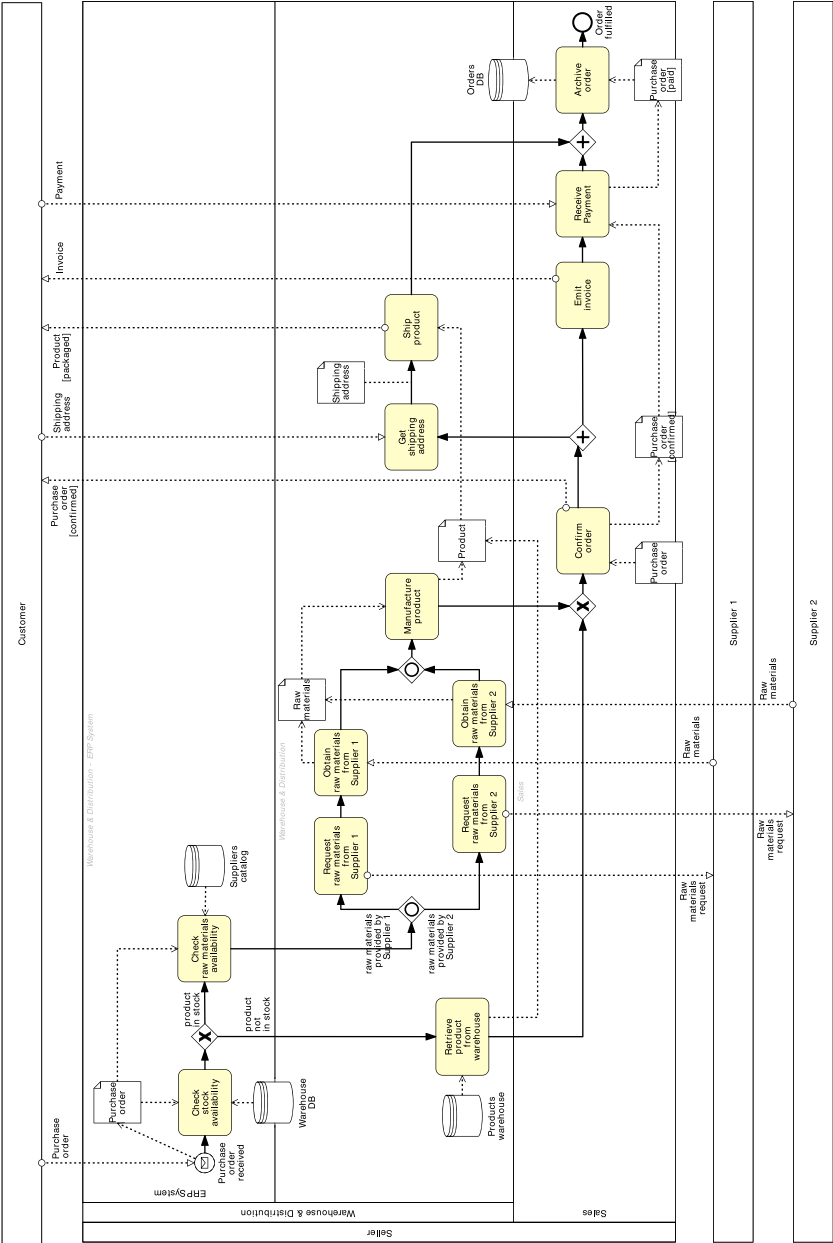 Customer
Purchase
order
Purchase
order
[confirmed]
Shipping
address
Product
[packaged]
Invoice
Payment
Seller
Warehouse & Distribution
ERPSystem
Warehouse & Distribution - ERP System
Purchase
order
received
Purchase
order
Check
stock
availability
Warehouse
DB
product
in stock
product
not
in stock
Check
raw materials
availability
Suppliers
catalog
Warehouse & Distribution
Products
warehouse
Retrieve
product
from
warehouse
raw materials
provided by
Supplier 1
raw materials
provided by
Supplier 2
Request
raw materials
from
Supplier 1
Obtain
raw materials
from
Supplier 1
Request
raw materials
from
Supplier 2
Obtain
raw materials
from
Supplier 2
Raw
materials
Manufacture
product
Product
Get
shipping
address
Shipping
address
Ship
product
Sales
Sales
Confirm
order
Purchase
order
Purchase
order
[confirmed]
Emit
invoice
Receive
Payment
Purchase
order
[paid]
Archive
order
Orders
DB
Order
fulfilled
Raw
materials
request
Raw
materials
Supplier 1
Raw
materials
request
Raw
materials
Supplier 2